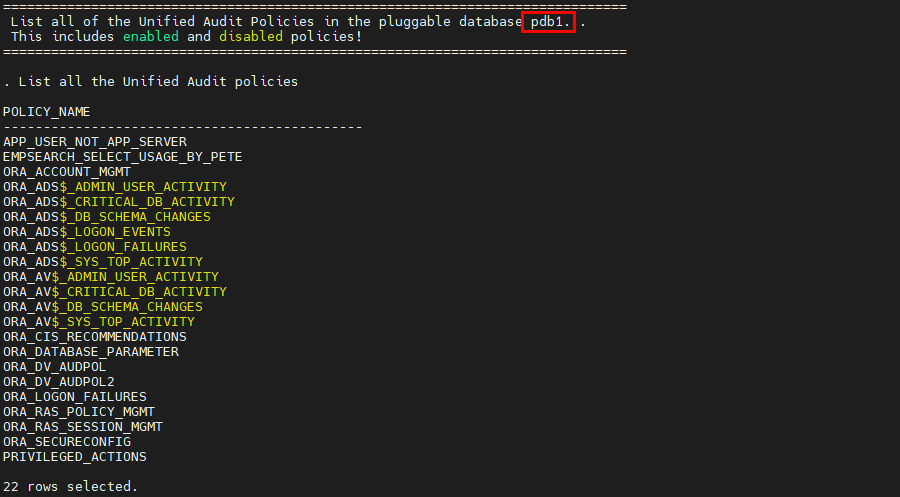 ==============================================================================
List all of the Unified Audit Policies in the pluggable database pdb1. .
This includes enabled and disabled policies!
==============================================================================
. List all the Unified Audit policies
POLICY_NAME
---------------------------------------------
APP_USER_NOT_APP_SERVER
EMPSEARCH_SELECT_USAGE_BY_PETE
ORA_ACCOUNT_MGMT
ORA_ADS$_ADMIN_USER_ACTIVITY
ORA_ADS$_CRITICAL_DB_ACTIVITY
ORA_ADS$_DB_SCHEMA_CHANGES
ORA_ADS$_LOGON_EVENTS
ORA_ADS$_LOGON_FAILURES
ORA_ADS$_SYS_TOP_ACTIVITY
ORA_AV$_ADMIN_USER_ACTIVITY
ORA_AV$_CRITICAL_DB_ACTIVITY
ORA_AV$_DB_SCHEMA_CHANGES
ORA_AV$_SYS_TOP_ACTIVITY
ORA_CIS_RECOMMENDATIONS
ORA_DATABASE_PARAMETER
ORA_DV_AUDPOL
ORA_DV_AUDPOL2
ORA_LOGON_FAILURES
ORA_RAS_POLICY_MGMT
ORA_RAS_SESSION_MGMT
ORA_SECURECONFIG
PRIVILEGED_ACTIONS
22 rows selected.